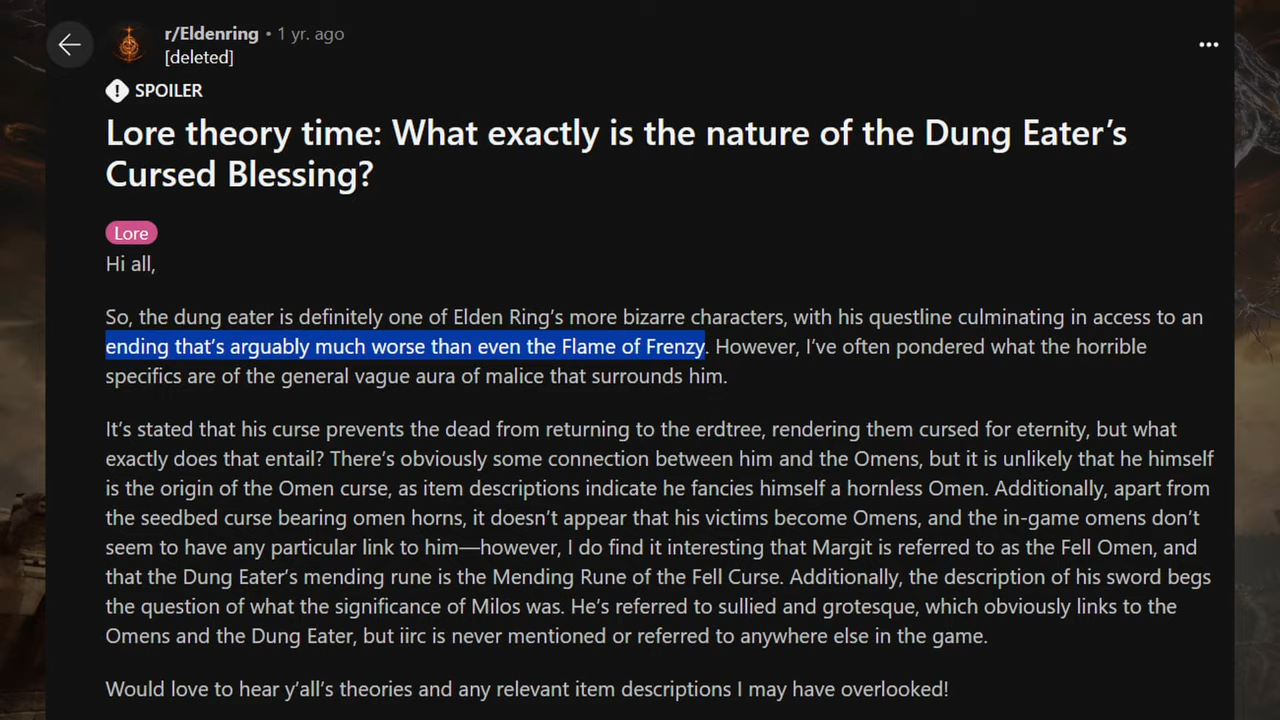 r/Eldenring • 1 yr. ago
[deleted]
SPOILER
Lore theory time: What exactly is the nature of the Dung Eater’s
Cursed Blessing?
Lore
Hi all,
So, the dung eater is definitely one of Elden Ring’s more bizarre characters, with his questline culminating in access to an
ending that’s arguably much worse than even the Flame of Frenzy. However, I’ve often pondered what the horrible
specifics are of the general vague aura of malice that surrounds him.
It’s stated that his curse prevents the dead from returning to the erdtree, rendering them cursed for eternity, but what
exactly does that entail? There’s obviously some connection between him and the Omens, but it is unlikely that he himself
is the origin of the Omen curse, as item descriptions indicate he fancies himself a hornless Omen. Additionally, apart from
the seedbed curse bearing omen horns, it doesn’t appear that his victims become Omens, and the in-game omens don’t
seem to have any particular link to him—however, I do find it interesting that Margit is referred to as the Fell Omen, and
that the Dung Eater’s mending rune is the Mending Rune of the Fell Curse. Additionally, the description of his sword begs
the question of what the significance of Milos was. He’s referred to sullied and grotesque, which obviously links to the
Omens and the Dung Eater, but iirc is never mentioned or referred to anywhere else in the game.
Would love to hear y’all’s theories and any relevant item descriptions I may have overlooked!